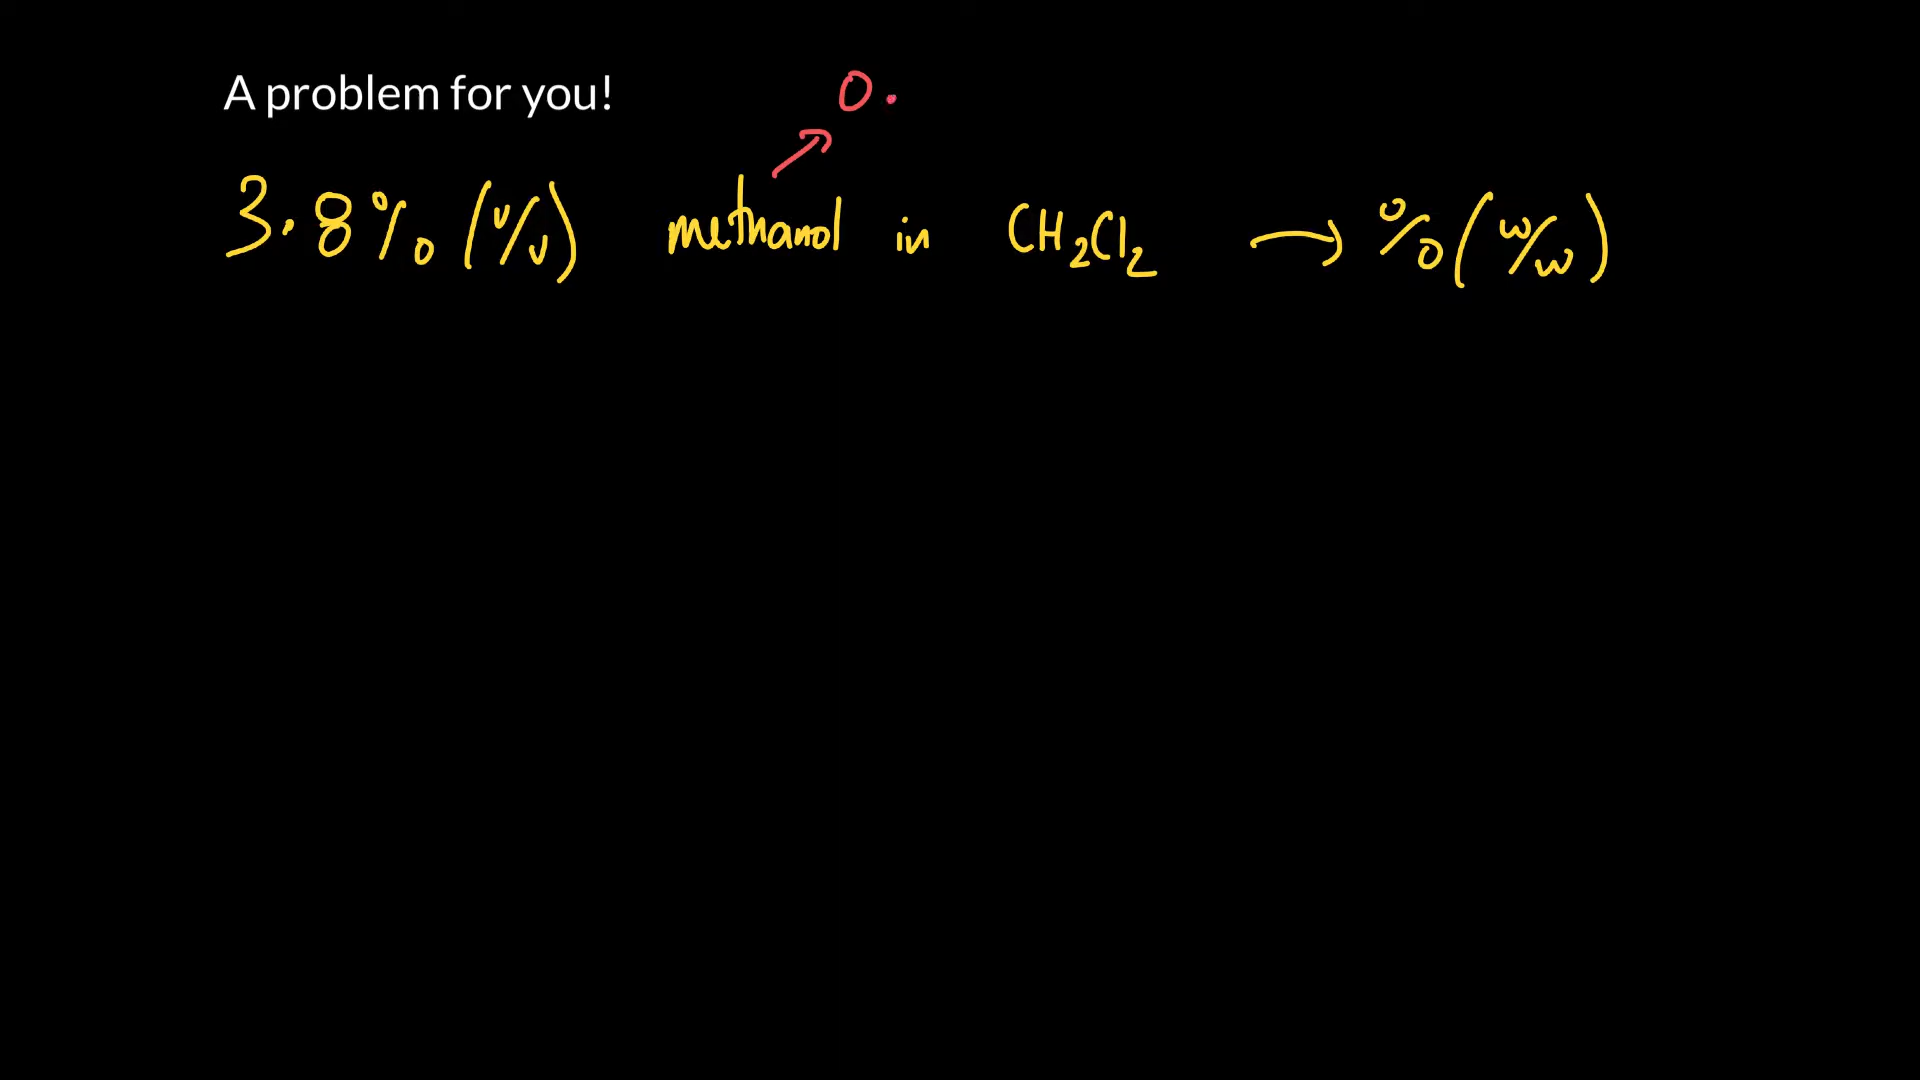 A problem for you!
0.
3.8% (v/v) methanol in CH₂Cl₂ → % (w/w)